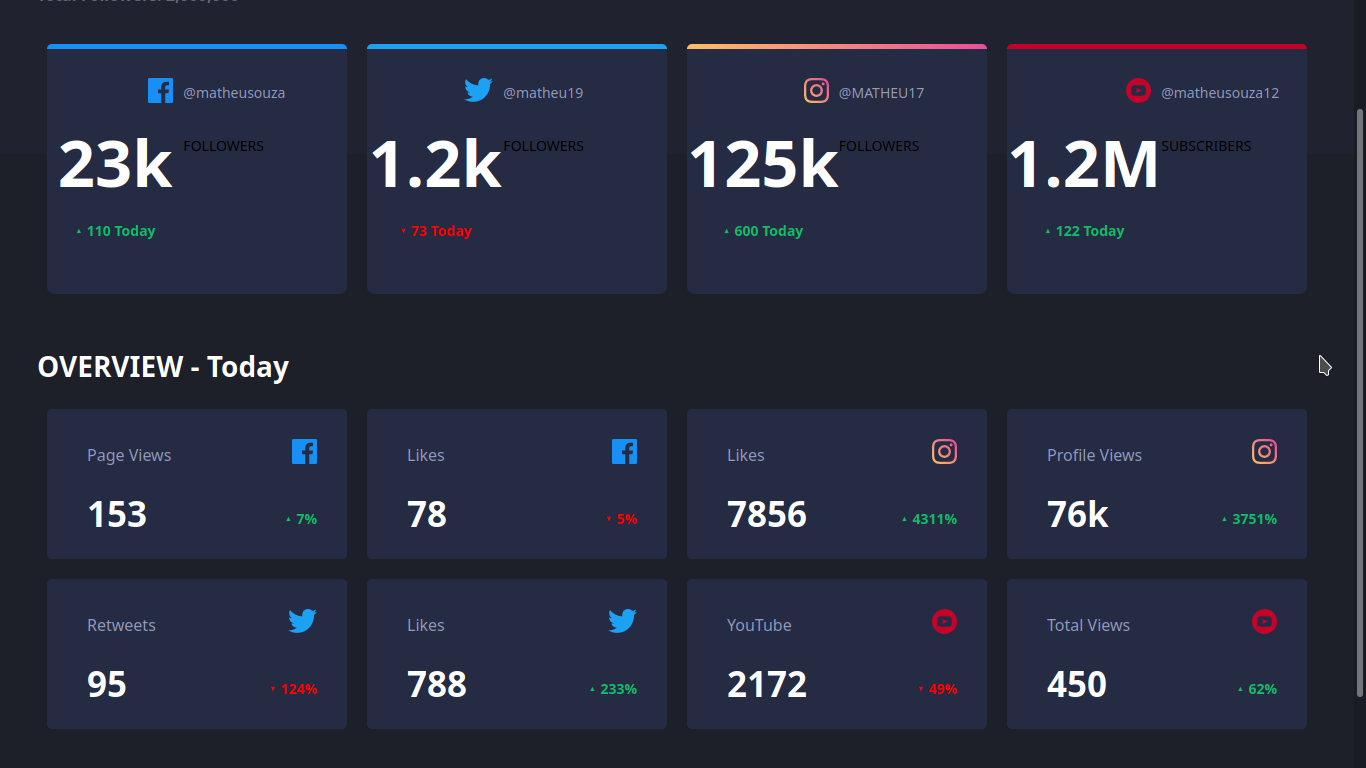 @matheusouza
23k FOLLOWERS
▲ 110 Today
@matheu19
1.2k FOLLOWERS
▼ 73 Today
@MATHEU17
125k FOLLOWERS
▲ 600 Today
@matheusouza12
1.2M SUBSCRIBERS
▲ 122 Today
OVERVIEW - Today
Page Views
153 ▲ 7%
Likes
78 ▼ 5%
Likes
7856 ▲ 4311%
Profile Views
76k ▲ 3751%
Retweets
95 ▼ 124%
Likes
788 ▲ 233%
YouTube
2172 ▼ 49%
Total Views
450 ▲ 62%